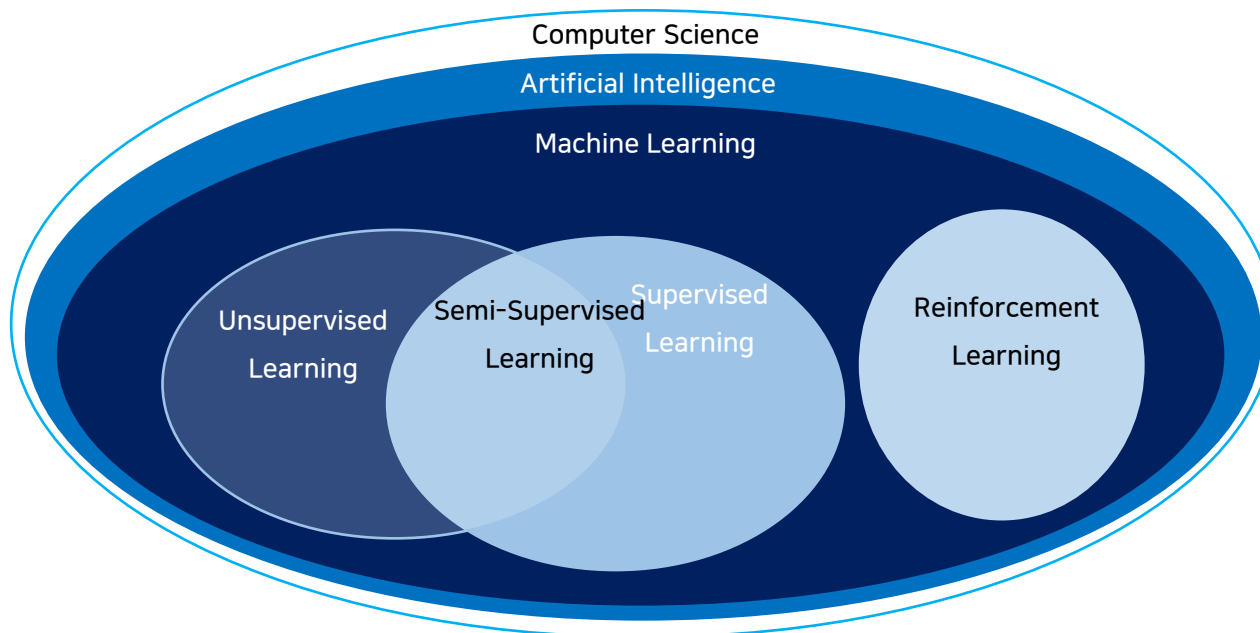 Computer Science
Artificial Intelligence
Machine Learning
Unsupervised
Learning
Semi-Supervised
Learning
Supervised
Learning
Reinforcement
Learning